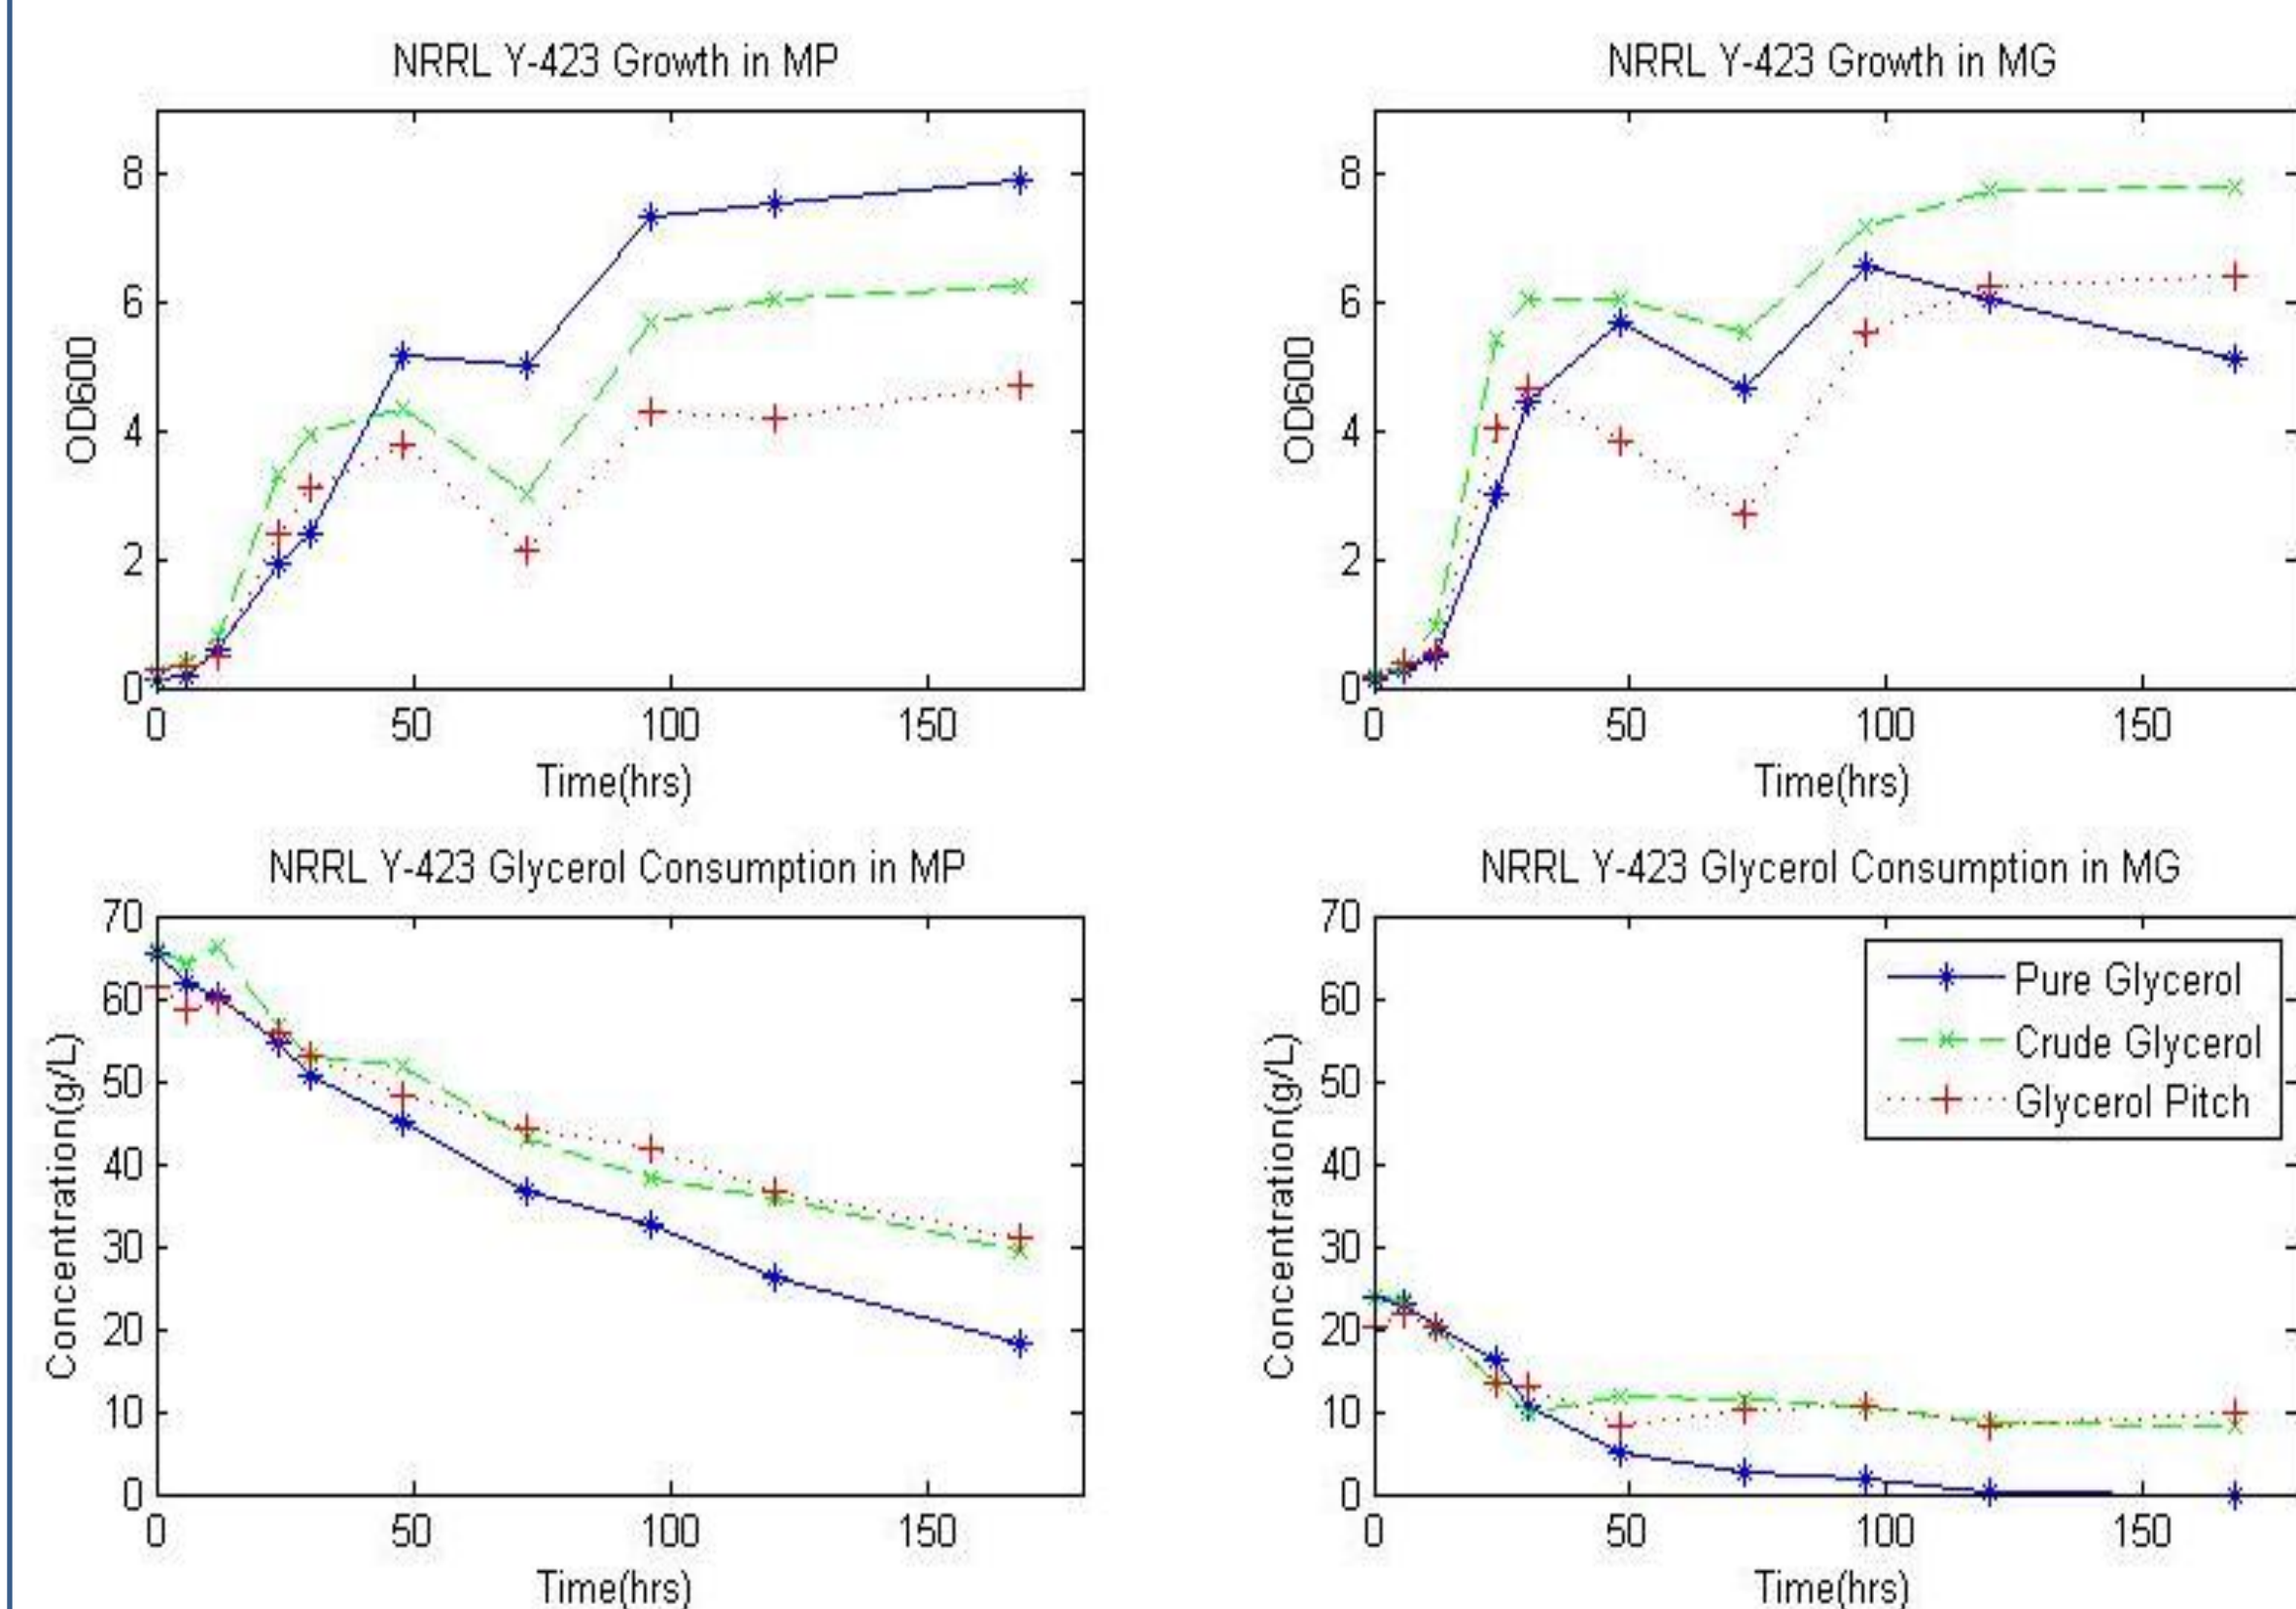 NRRL Y-423 Growth in MP
8
6
4
2
0
OD600
0 50 100 150
Time(hrs)
NRRL Y-423 Growth in MG
8
6
4
2
0
OD600
0 50 100 150
Time(hrs)
NRRL Y-423 Glycerol Consumption in MP
70
60
50
40
30
20
10
0
Concentration(g/L)
0 50 100 150
Time(hrs)
NRRL Y-423 Glycerol Consumption in MG
70
60
50
40
30
20
10
0
Concentration(g/L)
Pure Glycerol
Crude Glycerol
Glycerol Pitch
0 50 100 150
Time(hrs)